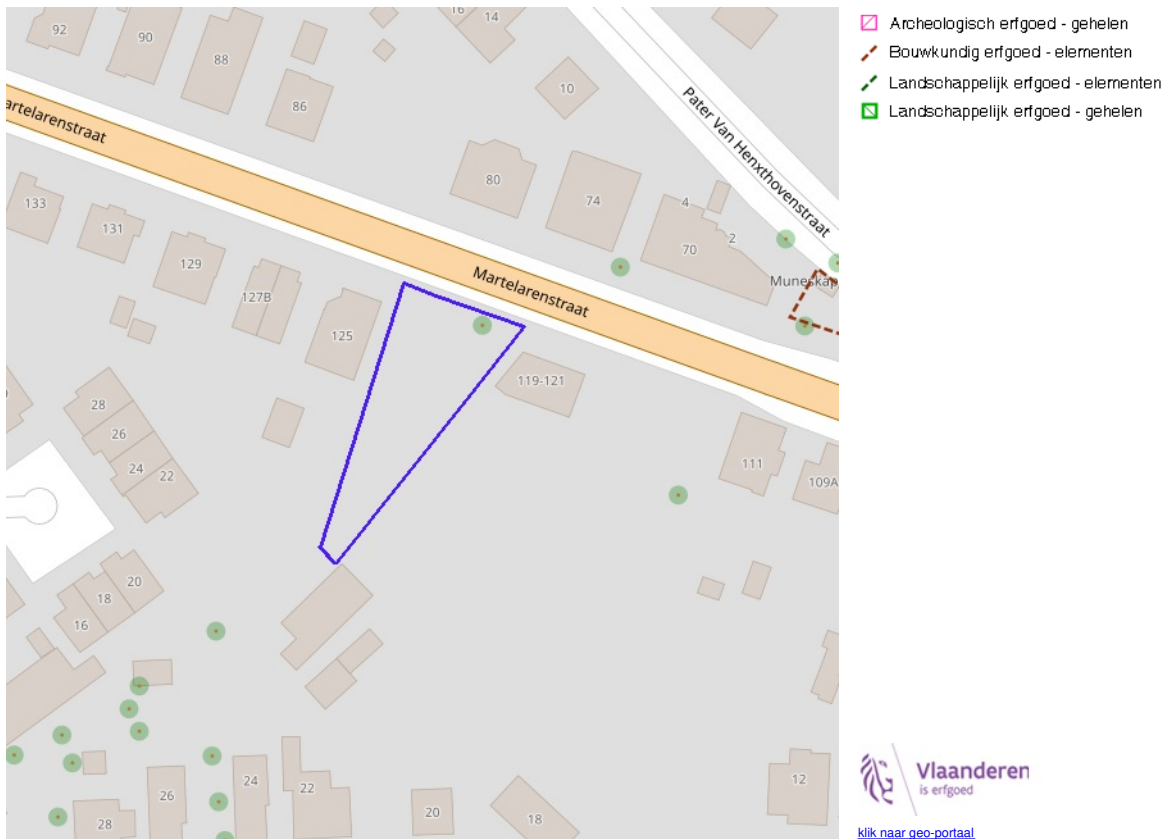 92
90
88
86
16
14
10
Pater Van Henxthovenstraat
artelarenstraat
80
74
4
2
70
133
131
129
127B
125
Martelarenstraat
Muneskap
119-121
28
26
24
22
111
109A
20
18
16
24
22
26
28
20
18
12
Archeologisch erfgoed - gehelen
Bouwkundig erfgoed - elementen
Landschappelijk erfgoed - elementen
Landschappelijk erfgoed - gehelen
Vlaanderen
is erfgoed
klik naar geo-portaal